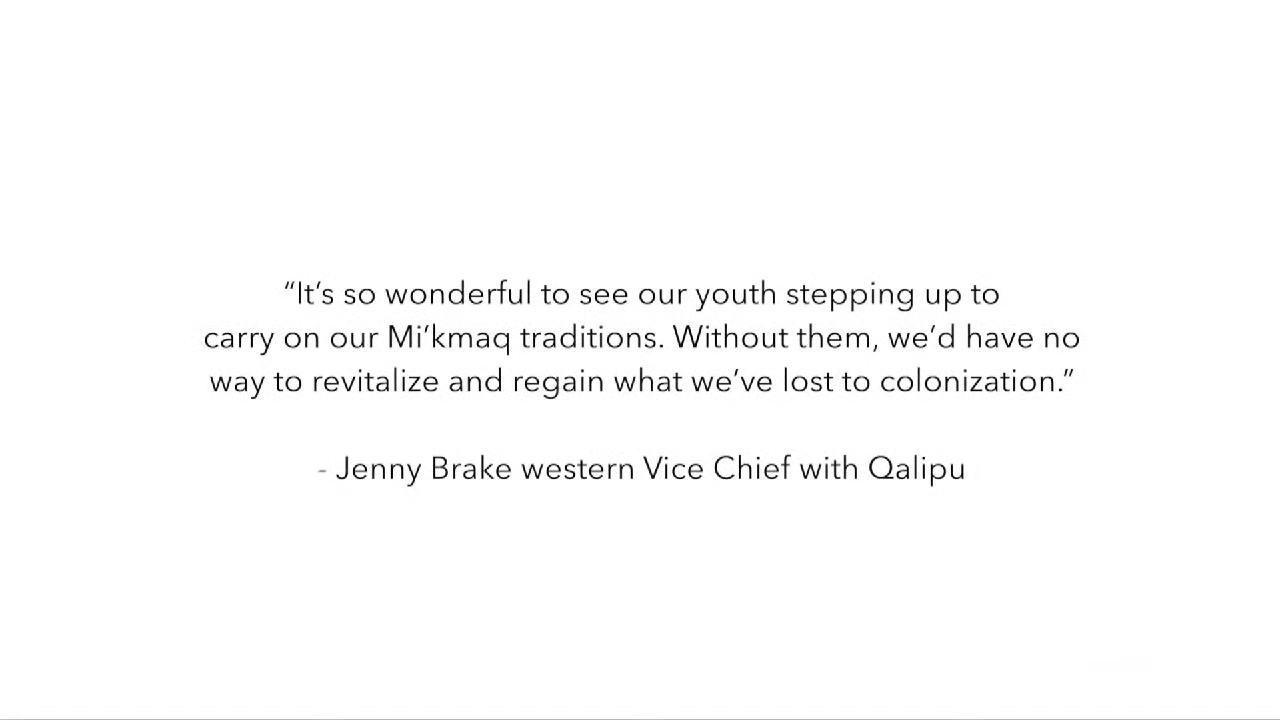 “It’s so wonderful to see our youth stepping up to
carry on our Mi’kmaq traditions. Without them, we’d have no
way to revitalize and regain what we’ve lost to colonization.”
- Jenny Brake western Vice Chief with Qalipu